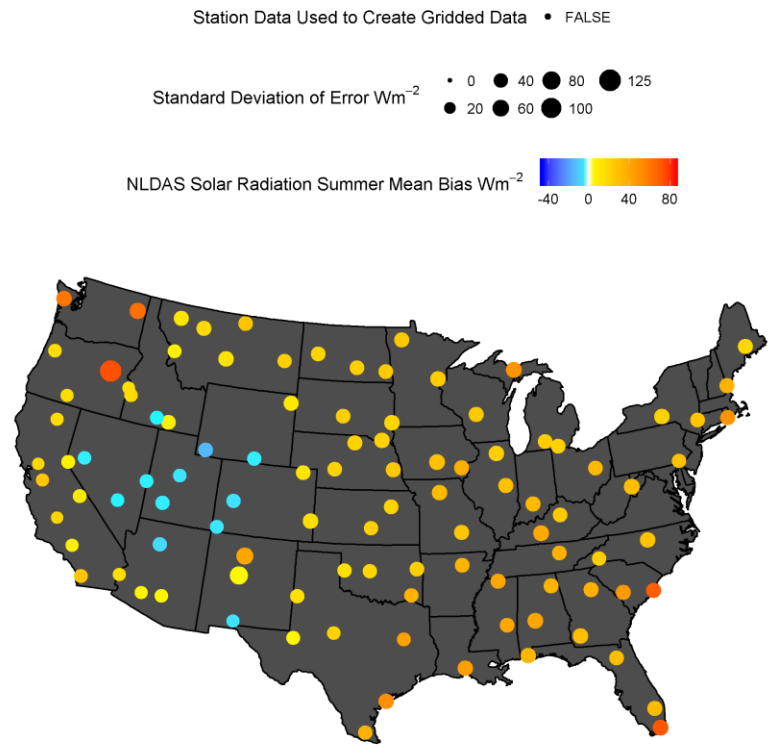 Station Data Used to Create Gridded Data FALSE
Standard Deviation of Error Wm⁻² 0 40 80 125
20 60 100
NLDAS Solar Radiation Summer Mean Bias Wm⁻²
-40 0 40 80